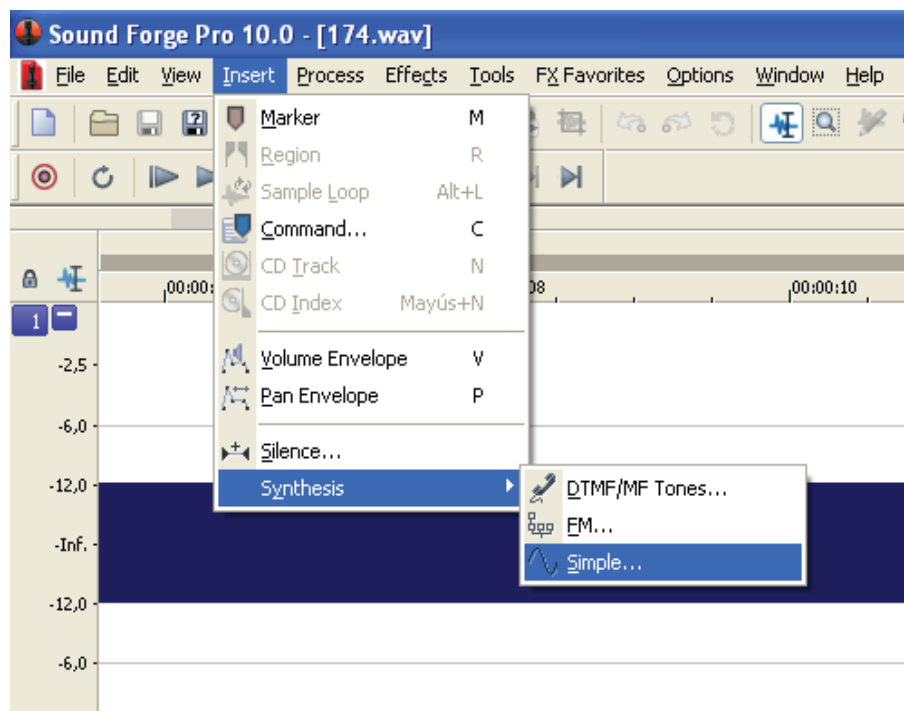 Sound Forge Pro 10.0 - [174.wav]
File Edit View Insert Process Effects Tools FX Favorites Options Window Help
Marker M
Region R
Sample Loop Alt+L
Command... C
CD Track N
CD Index Mayús+N
Volume Envelope V
Pan Envelope P
Silence...
Synthesis
DTMF/MF Tones...
FM...
Simple...
00:00: 08 00:00:10
1
-2,5
-6,0
-12,0
-Inf.
-12,0
-6,0